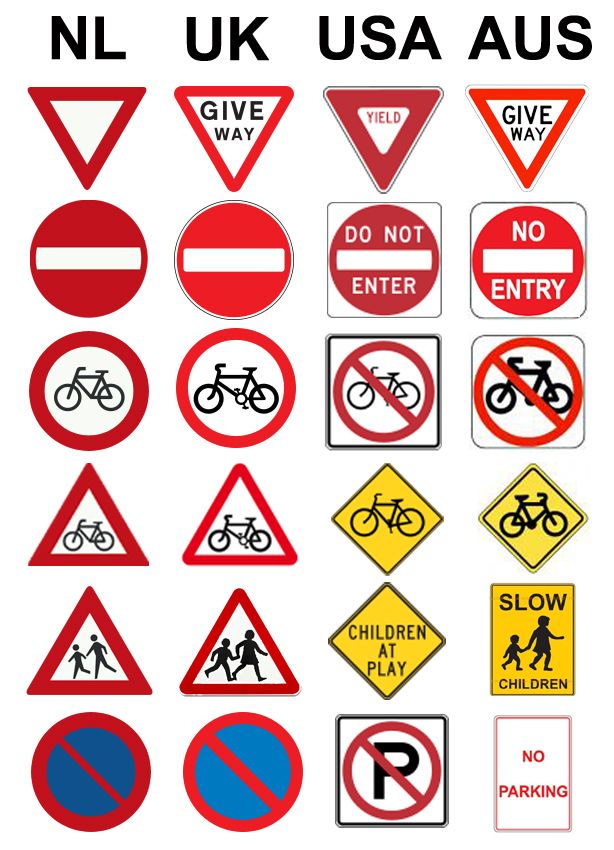 NL UK USA AUS
GIVE
WAY
YIELD
GIVE
WAY
DO NOT
ENTER
NO
ENTRY
CHILDREN
AT
PLAY
SLOW
CHILDREN
P
NO
PARKING